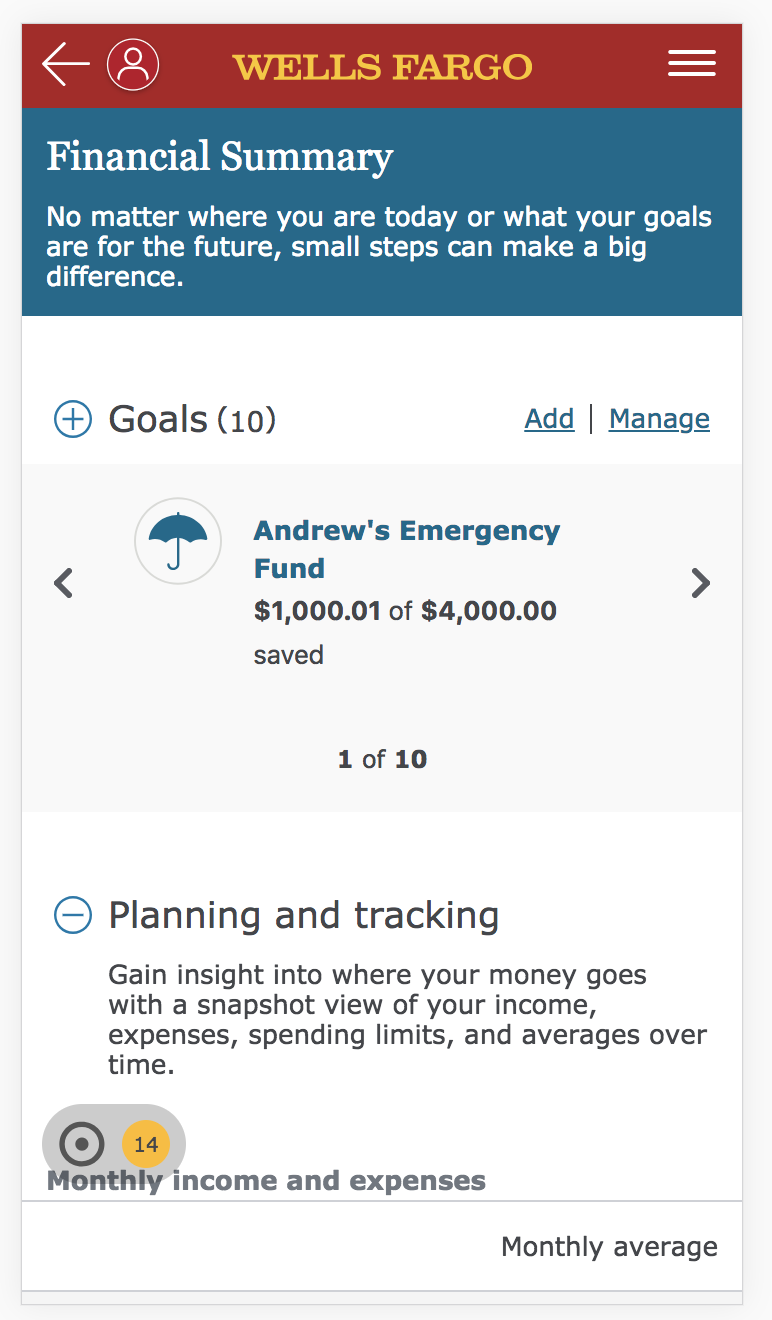 WELLS FARGO
Financial Summary
No matter where you are today or what your goals
are for the future, small steps can make a big
difference.
Goals (10)
Add | Manage
Andrew's Emergency
Fund
$1,000.01 of $4,000.00
saved
1 of 10
Planning and tracking
Gain insight into where your money goes
with a snapshot view of your income,
expenses, spending limits, and averages over
time.
14
Monthly income and expenses
Monthly average